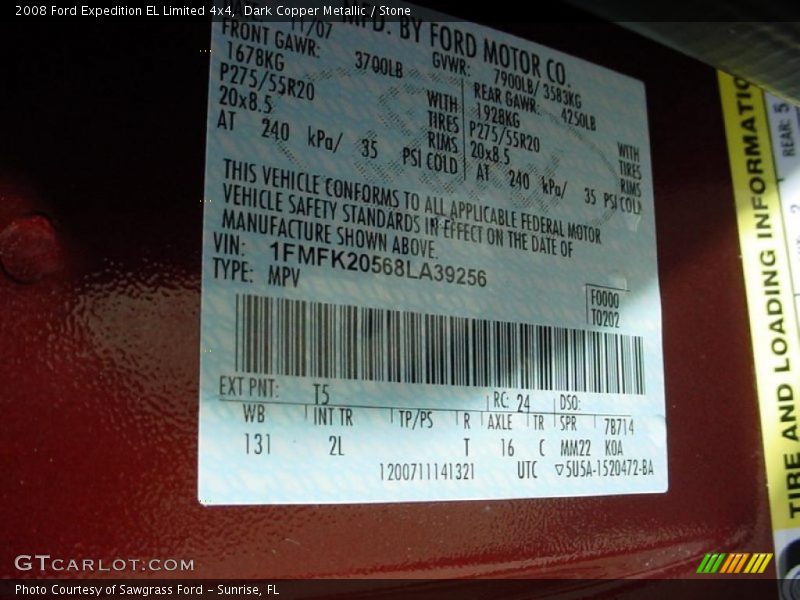 2008 Ford Expedition EL Limited 4x4, Dark Copper Metallic / Stone
11/07
MFD. BY FORD MOTOR CO.
FRONT GAWR: 3700LB
1678KG
P275/55R20 WITH TIRES
20x8.5 RIMS
AT 240 kPa/ 35 PSI COLD
GVWR: 7900LB/ 3583KG
REAR GAWR: 4250LB
1928KG WITH
P275/55R20 TIRES
20x8.5 RIMS
AT 240 kPa/ 35 PSI COLD
THIS VEHICLE CONFORMS TO ALL APPLICABLE FEDERAL MOTOR
VEHICLE SAFETY STANDARDS IN EFFECT ON THE DATE OF
MANUFACTURE SHOWN ABOVE.
VIN: 1FMFK20568LA39256
TYPE: MPV
F0000
T0202
EXT PNT: T5 RC: 24 DSO:
WB INT TR TP/PS R AXLE TR SPR 7B714
131 2L T 16 C MM22 KOA
1200711141321 UTC ▽5U5A-1520472-BA
TIRE AND LOADING INFORMATIO
REAR: 5
GTCARLOT.COM
Photo Courtesy of Sawgrass Ford - Sunrise, FL